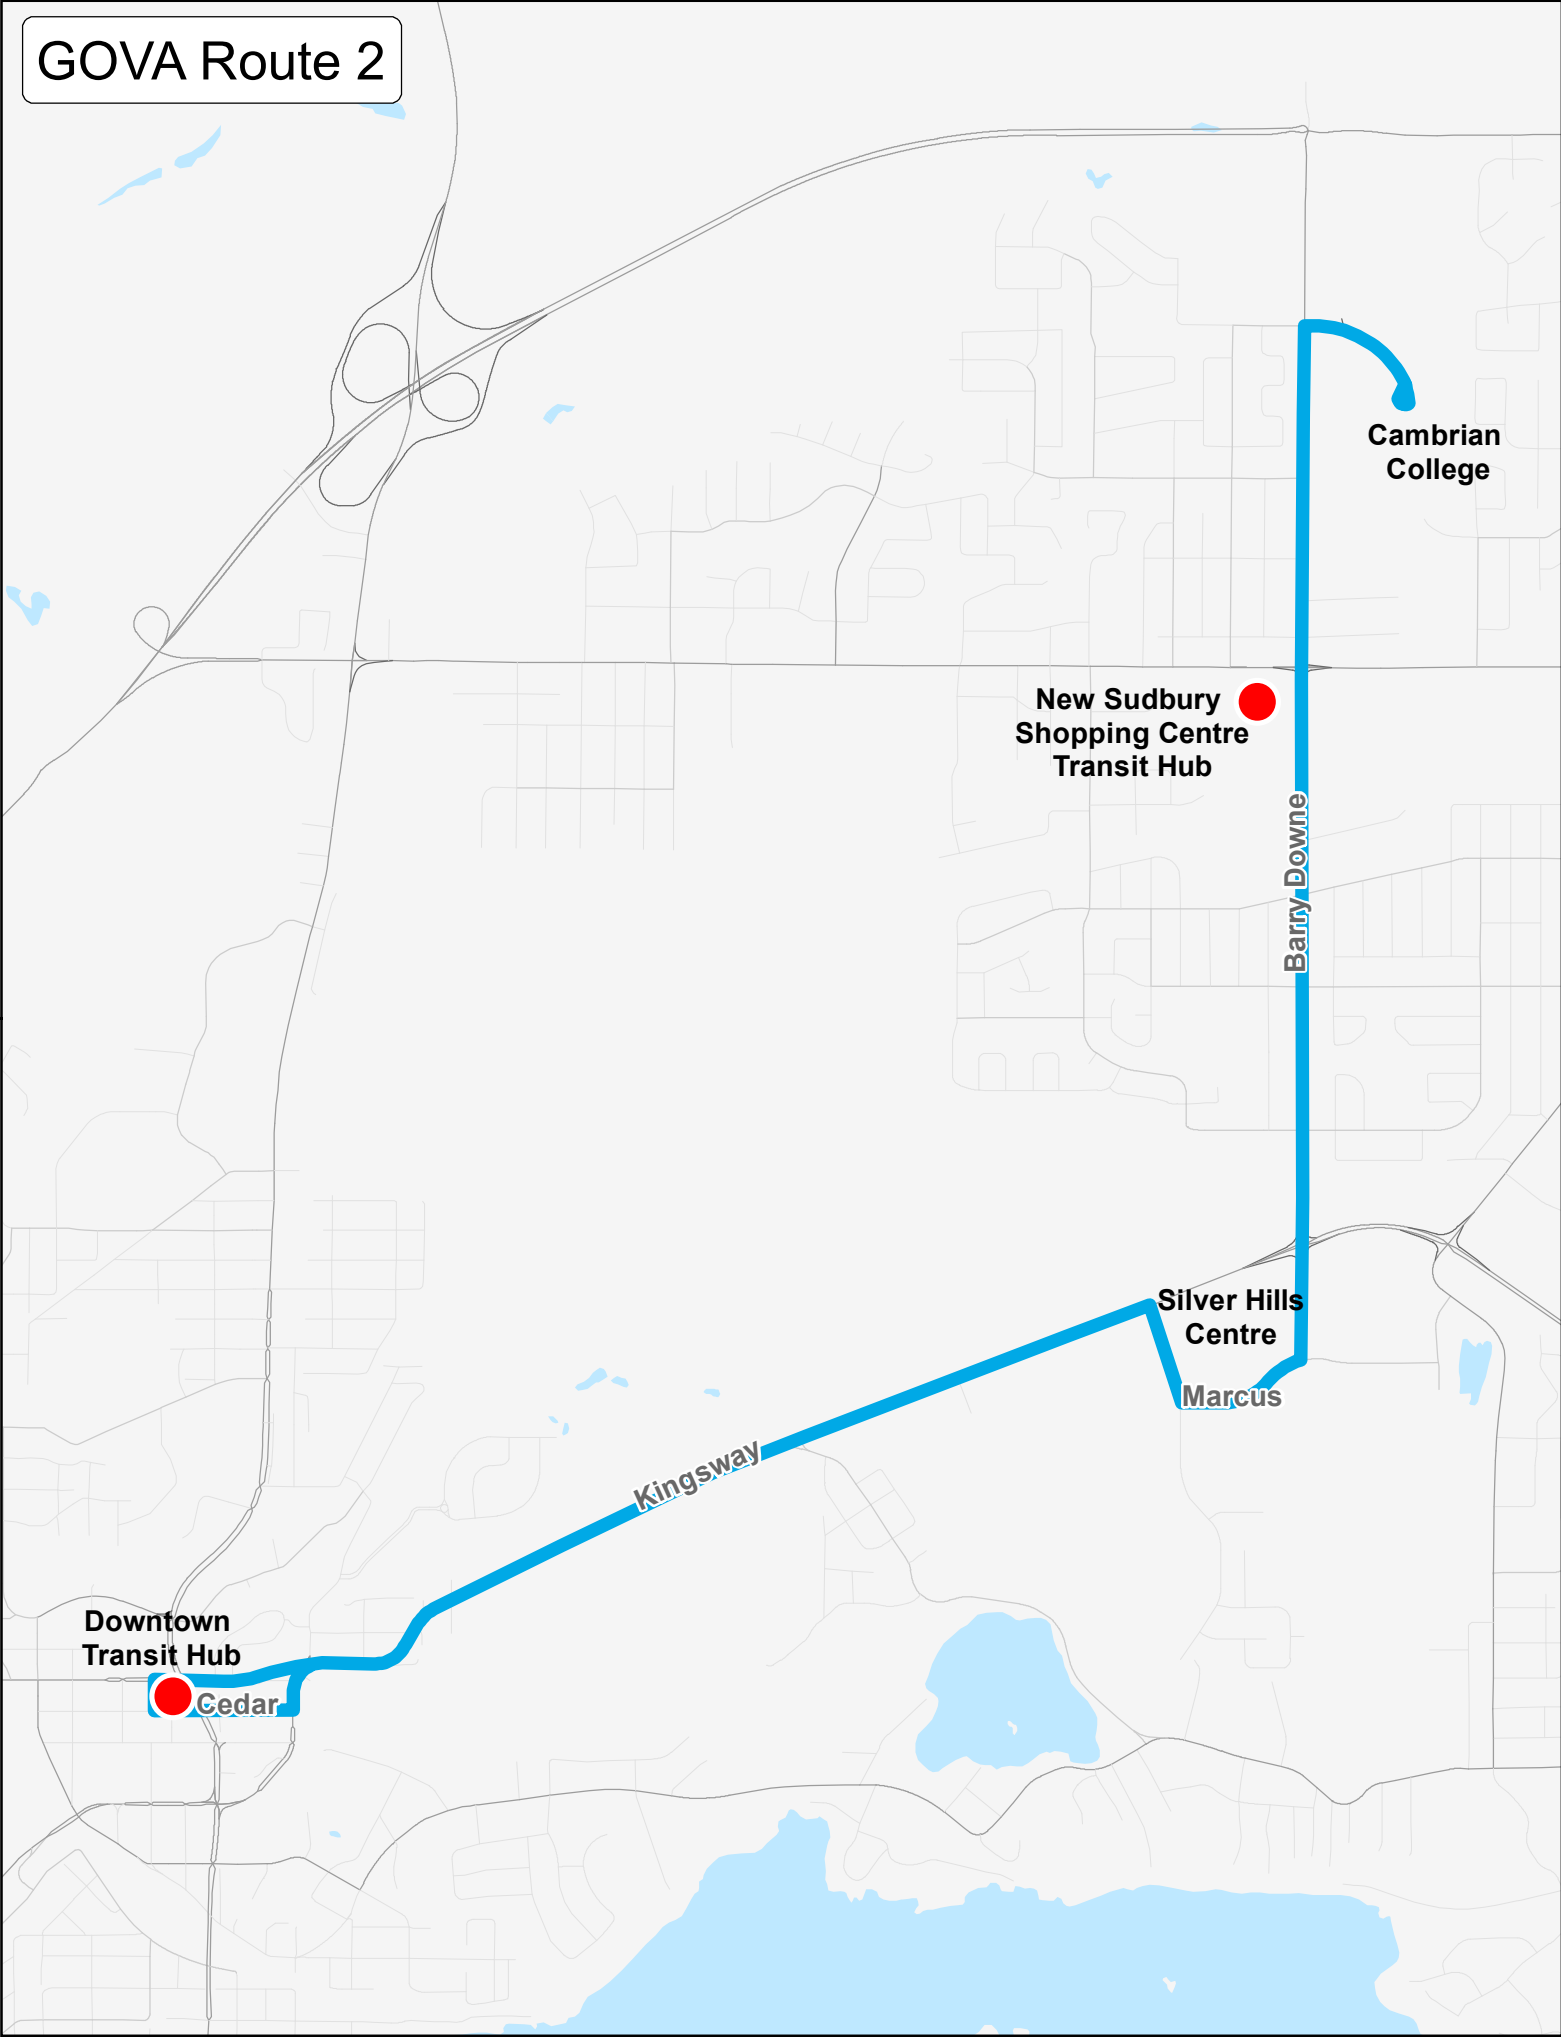 GOVA Route 2
Cambrian
College
New Sudbury
Shopping Centre
Transit Hub
Barry Downe
Silver Hills
Centre
Marcus
Kingsway
Downtown
Transit Hub
Cedar